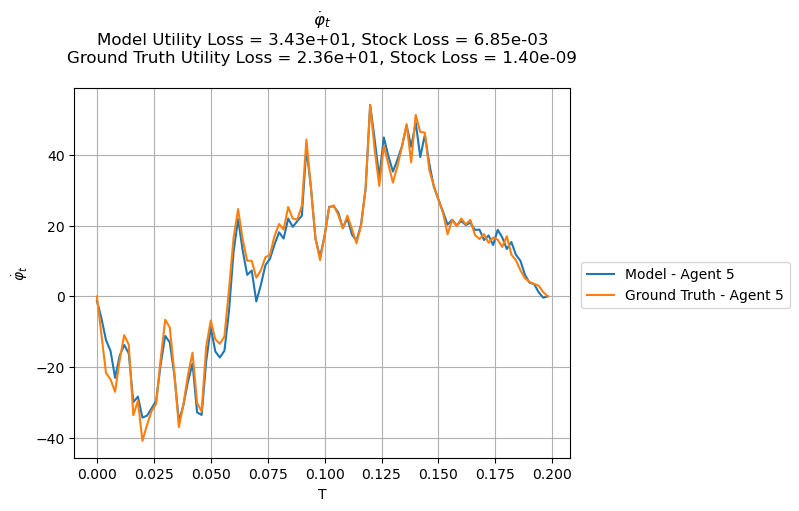 φ̇ₜ
Model Utility Loss = 3.43e+01, Stock Loss = 6.85e-03
Ground Truth Utility Loss = 2.36e+01, Stock Loss = 1.40e-09
40
20
0
−20
−40
φ̇ₜ
0.000 0.025 0.050 0.075 0.100 0.125 0.150 0.175 0.200
T
Model - Agent 5
Ground Truth - Agent 5